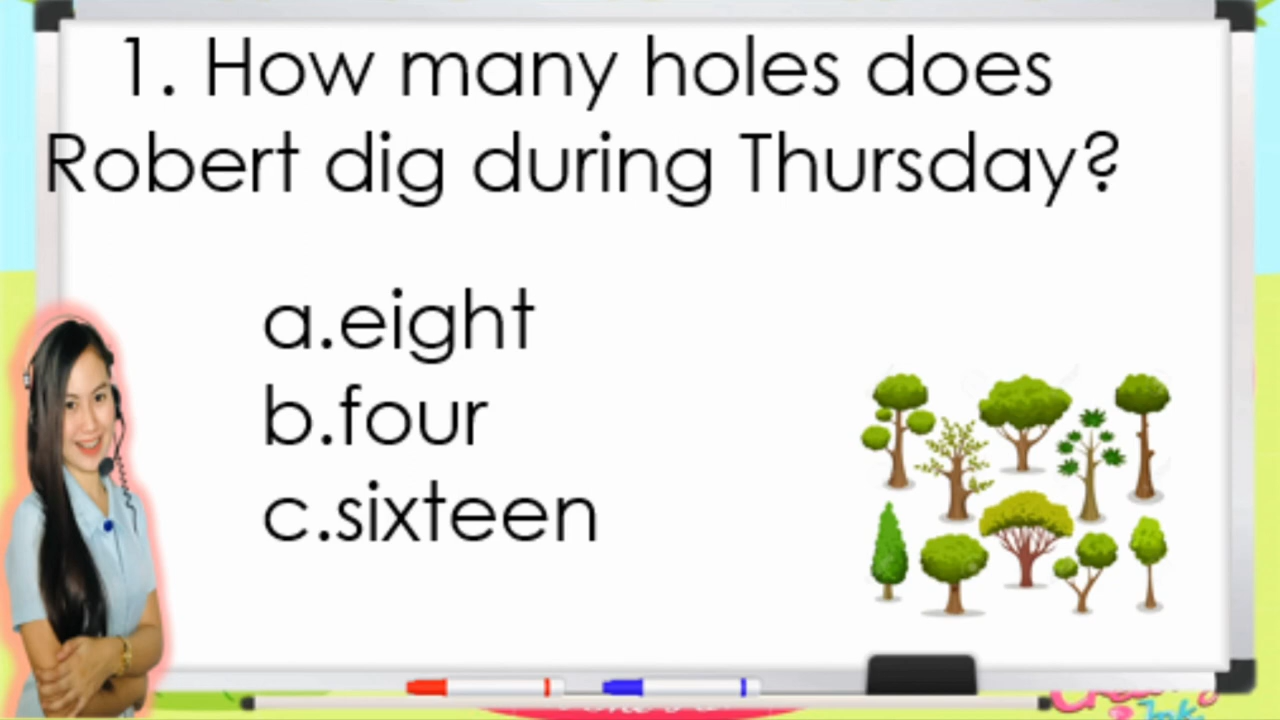 1. How many holes does
Robert dig during Thursday?
a.eight
b.four
c.sixteen